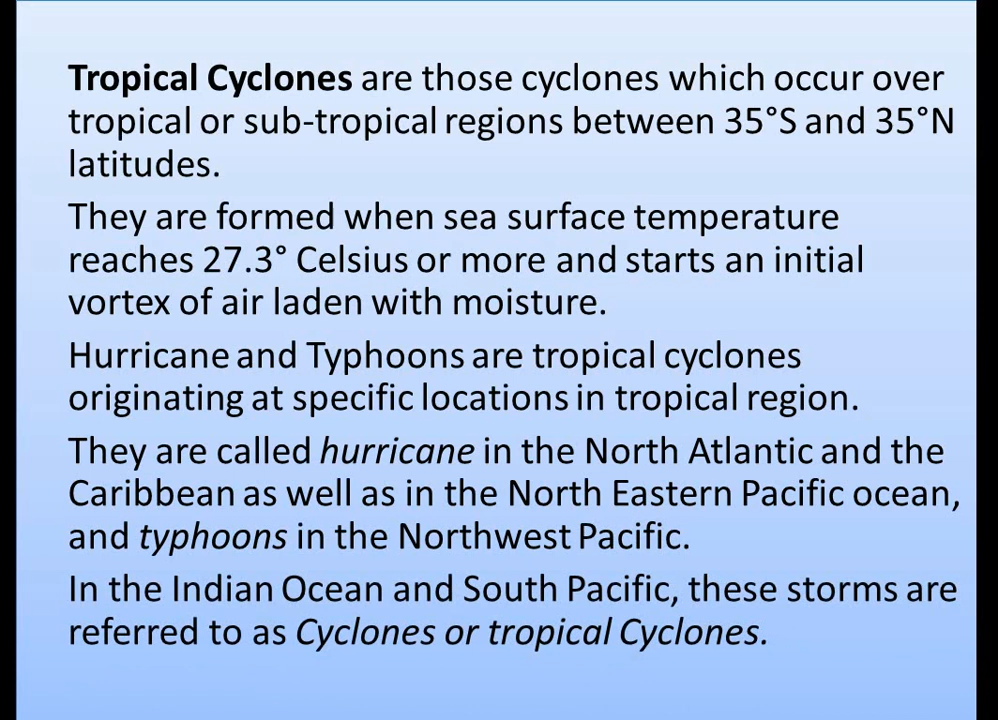 Tropical Cyclones are those cyclones which occur over
tropical or sub-tropical regions between 35°S and 35°N
latitudes.
They are formed when sea surface temperature
reaches 27.3° Celsius or more and starts an initial
vortex of air laden with moisture.
Hurricane and Typhoons are tropical cyclones
originating at specific locations in tropical region.
They are called hurricane in the North Atlantic and the
Caribbean as well as in the North Eastern Pacific ocean,
and typhoons in the Northwest Pacific.
In the Indian Ocean and South Pacific, these storms are
referred to as Cyclones or tropical Cyclones.